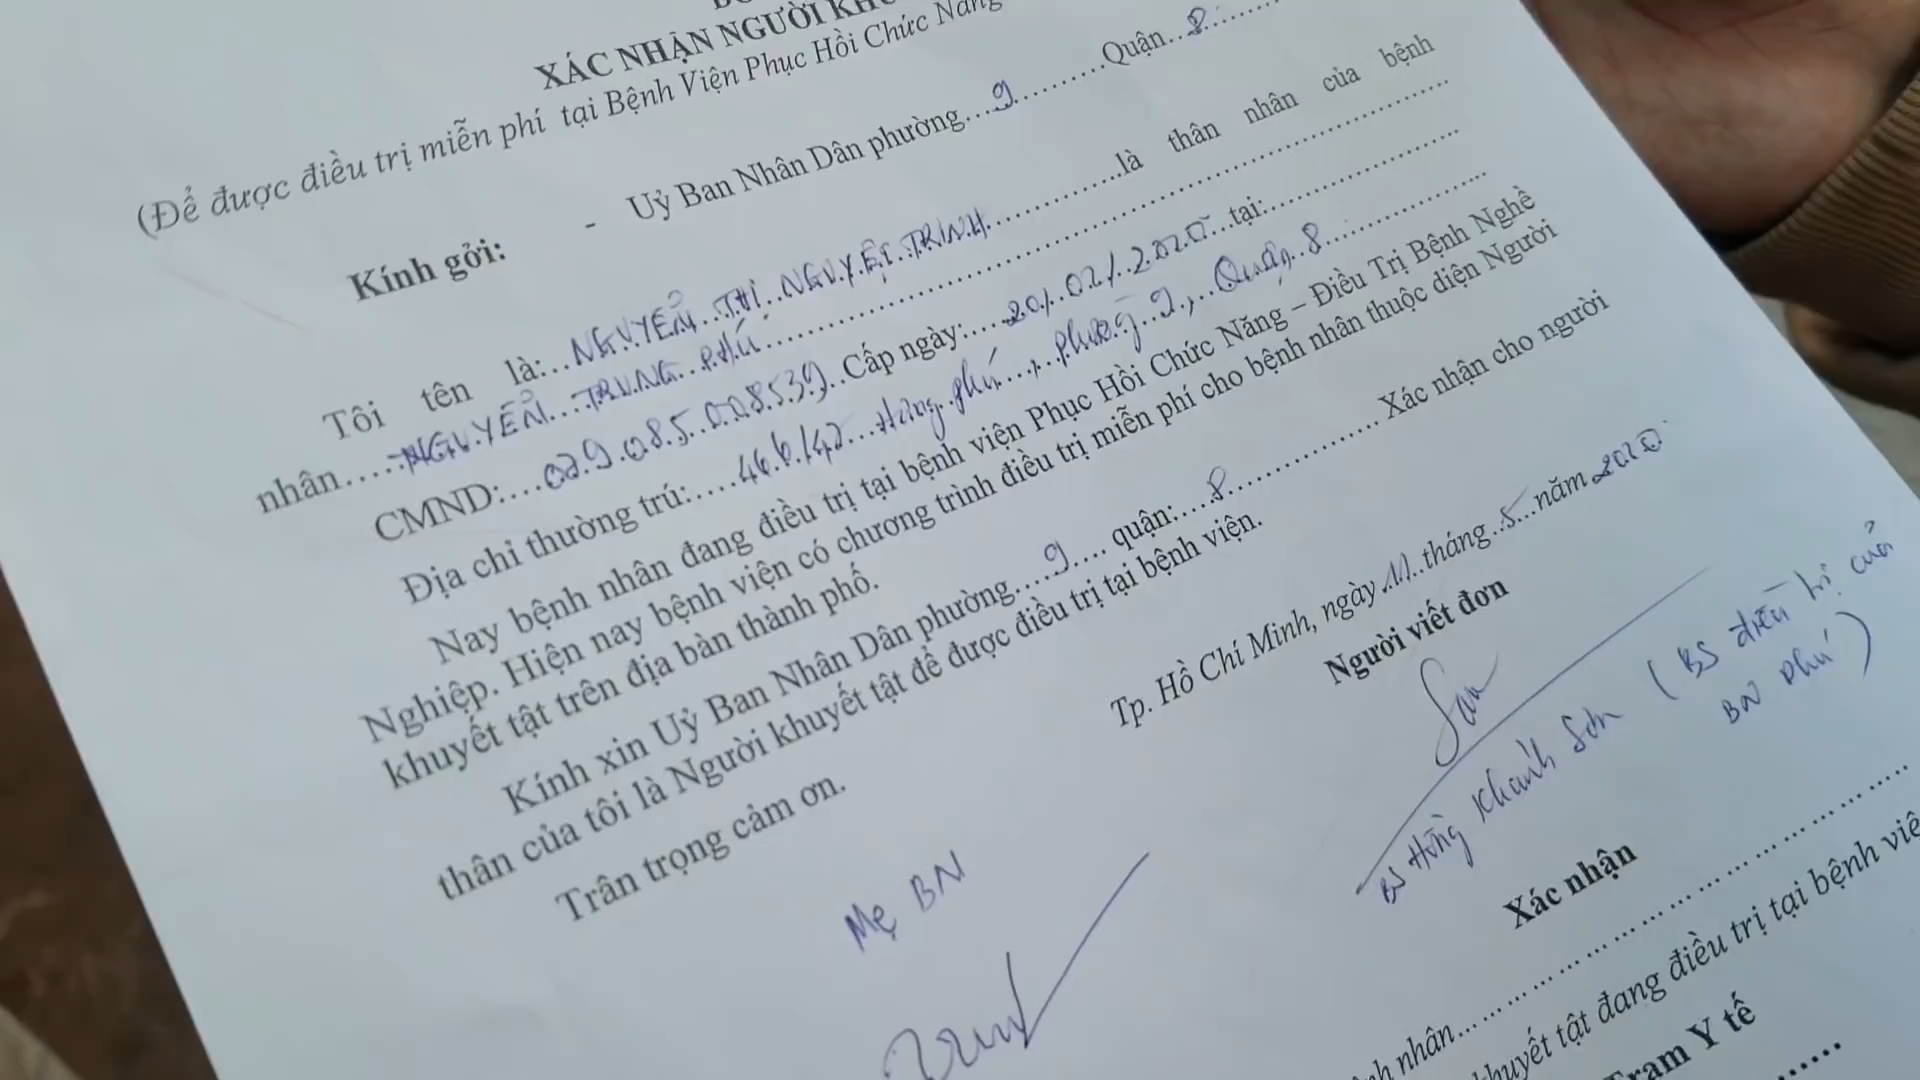 XÁC NHẬN NGƯỜI
(Để được điều trị miễn phí tại Bệnh Viện Phục Hồi Chức Năng
Kính gởi:
- Uỷ Ban Nhân Dân phường...9...........Quận..8........
Tôi tên là:...NGUYỄN THỊ NGUYỆT TRINH..............là thân nhân của bệnh
nhân.....NGUYỄN TRUNG PHÚ...............
CMND:....029085008539..Cấp ngày:....20/02/2020..tại:...............
Địa chỉ thường trú:....46.6/42...Hưng phú...., phường 9., Quận 8................
Nay bệnh nhân đang điều trị tại bệnh viện Phục Hồi Chức Năng – Điều Trị Bệnh Nghề
Nghiệp. Hiện nay bệnh viện có chương trình điều trị miễn phí cho bệnh nhân thuộc diện Người
khuyết tật trên địa bàn thành phố.
Kính xin Uỷ Ban Nhân Dân phường....9.... quận:....8............... Xác nhận cho người
thân của tôi là Người khuyết tật để được điều trị tại bệnh viện.
Trân trọng cảm ơn.
Tp. Hồ Chí Minh, ngày 11.. tháng..5...năm 2020
Người viết đơn
BS Hồng Khánh Sơn (BS điều trị của
BN Phú)
Mẹ BN
Xác nhận
nhân...............
khuyết tật đang điều trị tại bệnh
Trạm Y tế